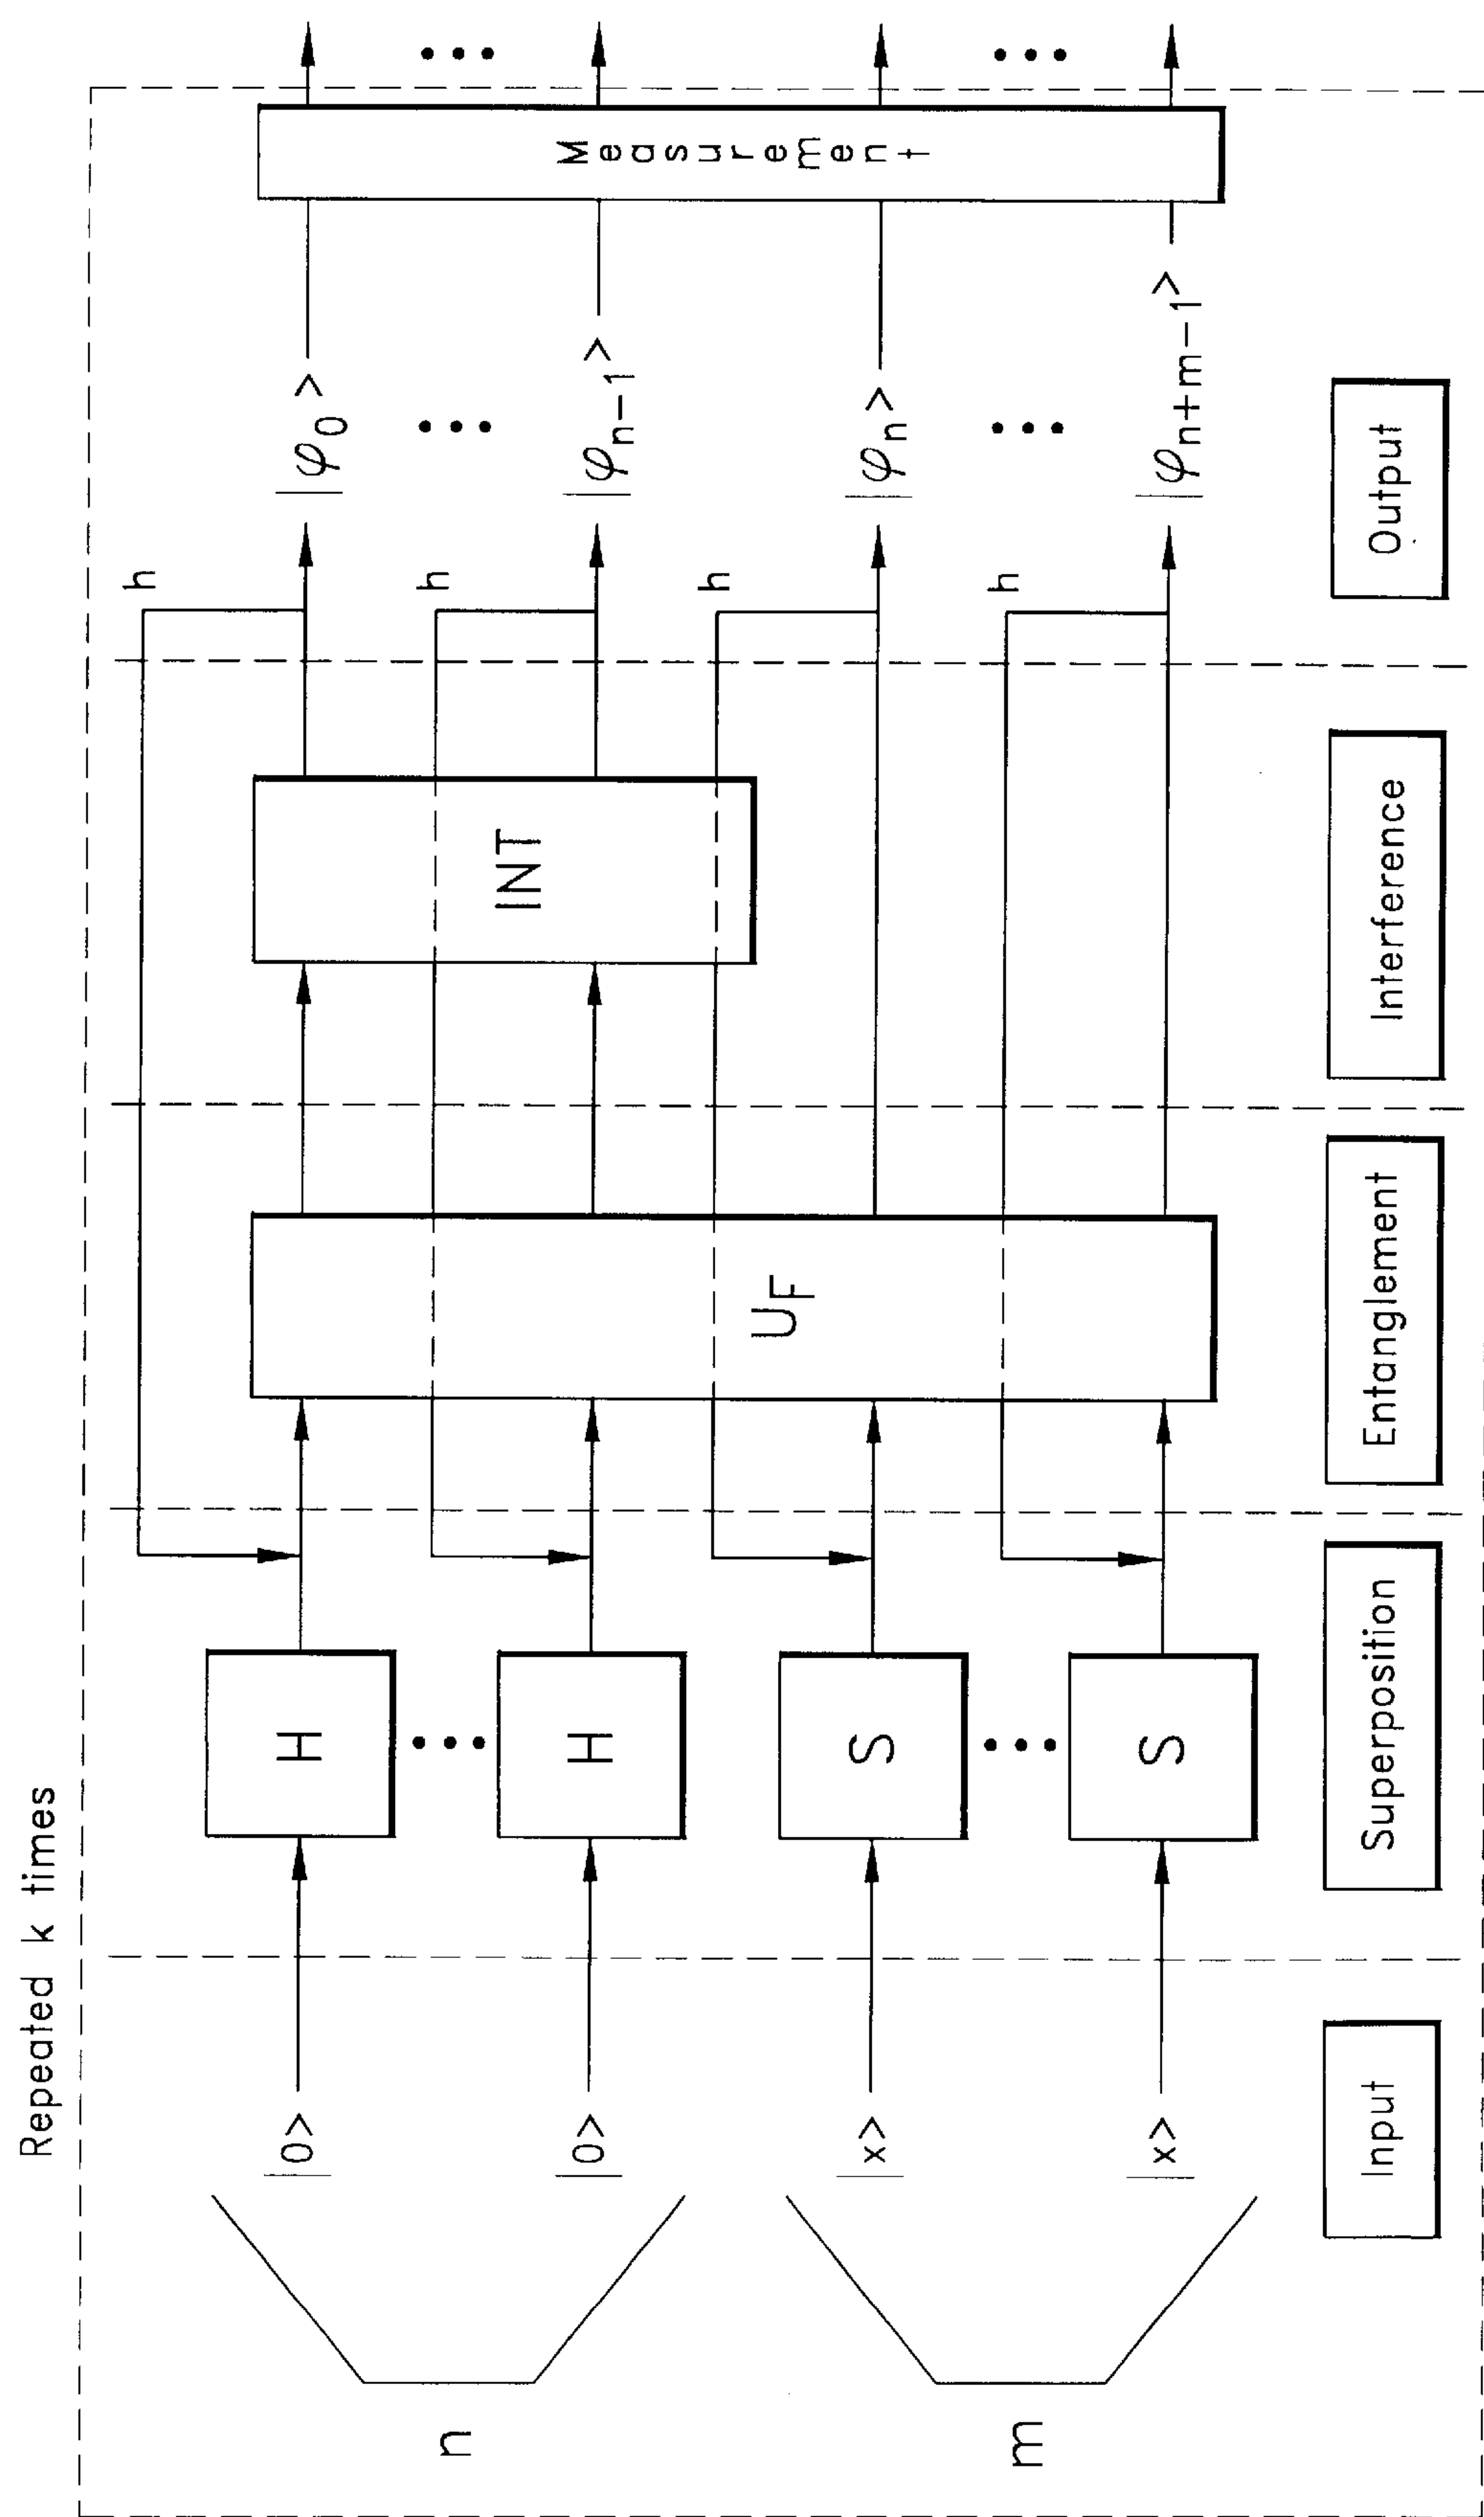 Repeated k times
n
m
|0>
|0>
|x>
|x>
H
H
S
S
U_F
INT
h
h
h
h
|φ_0>
|φ_{n-1}>
|φ_n>
|φ_{n+m-1}>
Measurement
Input
Superposition
Entanglement
Interference
Output